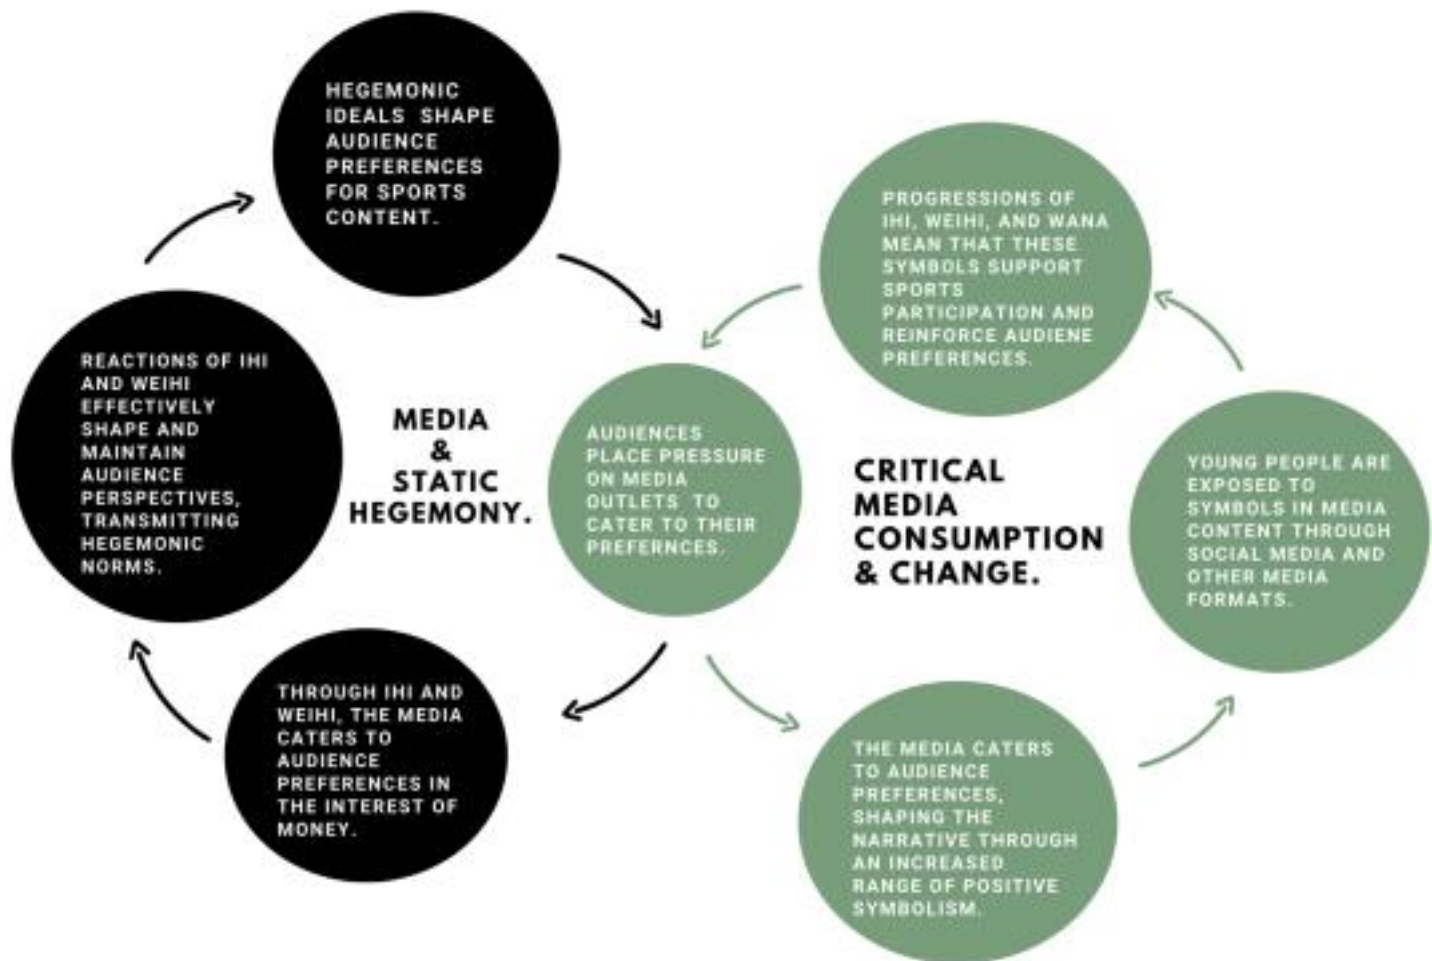 HEGEMONIC
IDEALS SHAPE
AUDIENCE
PREFERENCES
FOR SPORTS
CONTENT.
REACTIONS OF IHI
AND WEIHI
EFFECTIVELY
SHAPE AND
MAINTAIN
AUDIENCE
PERSPECTIVES,
TRANSMITTING
HEGEMONIC
NORMS.
THROUGH IHI AND
WEIHI, THE MEDIA
CATERS TO
AUDIENCE
PREFERENCES IN
THE INTEREST OF
MONEY.
MEDIA
&
STATIC
HEGEMONY.
AUDIENCES
PLACE PRESSURE
ON MEDIA
OUTLETS TO
CATER TO THEIR
PREFERNCES.
CRITICAL
MEDIA
CONSUMPTION
& CHANGE.
PROGRESSIONS OF
IHI, WEIHI, AND WANA
MEAN THAT THESE
SYMBOLS SUPPORT
SPORTS
PARTICIPATION AND
REINFORCE AUDIENE
PREFERENCES.
YOUNG PEOPLE ARE
EXPOSED TO
SYMBOLS IN MEDIA
CONTENT THROUGH
SOCIAL MEDIA AND
OTHER MEDIA
FORMATS.
THE MEDIA CATERS
TO AUDIENCE
PREFERENCES,
SHAPING THE
NARRATIVE THROUGH
AN INCREASED
RANGE OF POSITIVE
SYMBOLISM.